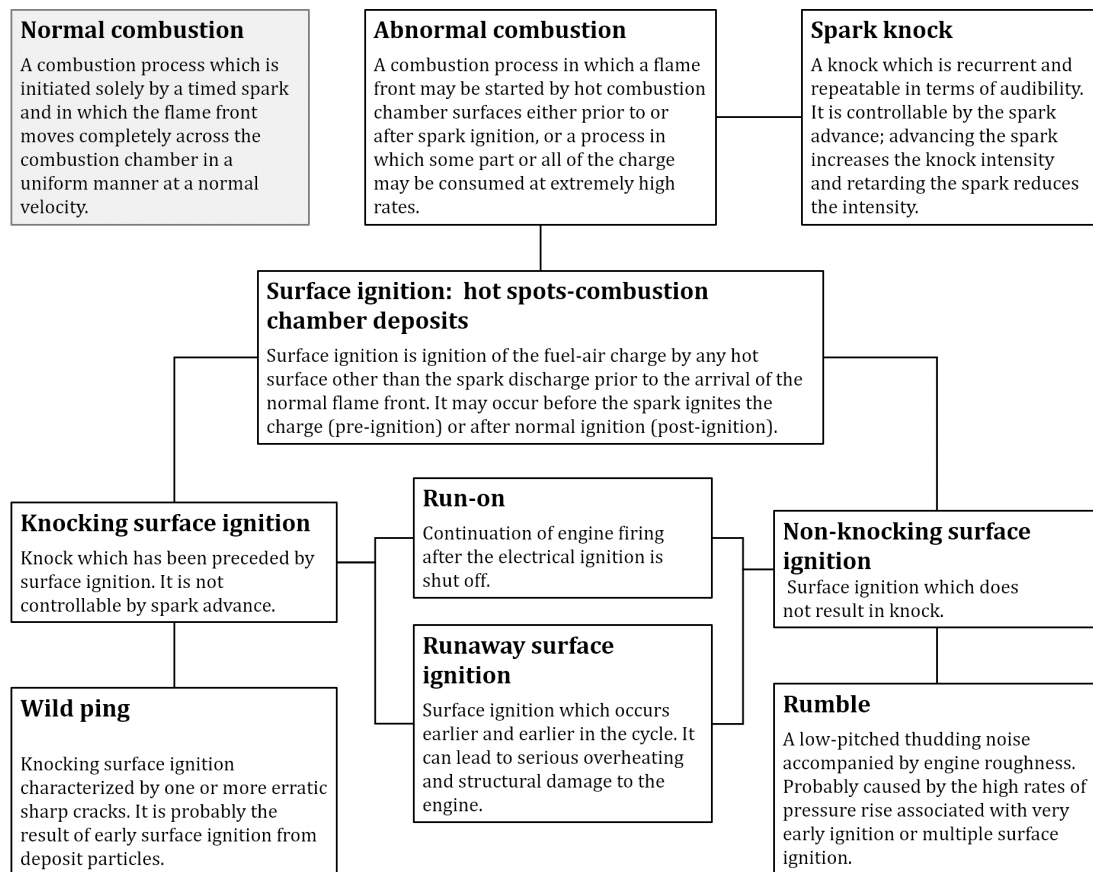 Normal combustion
A combustion process which is
initiated solely by a timed spark
and in which the flame front
moves completely across the
combustion chamber in a
uniform manner at a normal
velocity.
Abnormal combustion
A combustion process in which a flame
front may be started by hot combustion
chamber surfaces either prior to or
after spark ignition, or a process in
which some part or all of the charge
may be consumed at extremely high
rates.
Spark knock
A knock which is recurrent and
repeatable in terms of audibility.
It is controllable by the spark
advance; advancing the spark
increases the knock intensity
and retarding the spark reduces
the intensity.
Surface ignition: hot spots-combustion
chamber deposits
Surface ignition is ignition of the fuel-air charge by any hot
surface other than the spark discharge prior to the arrival of the
normal flame front. It may occur before the spark ignites the
charge (pre-ignition) or after normal ignition (post-ignition).
Knocking surface ignition
Knock which has been preceded by
surface ignition. It is not
controllable by spark advance.
Run-on
Continuation of engine firing
after the electrical ignition is
shut off.
Non-knocking surface
ignition
Surface ignition which does
not result in knock.
Wild ping
Knocking surface ignition
characterized by one or more erratic
sharp cracks. It is probably the
result of early surface ignition from
deposit particles.
Runaway surface
ignition
Surface ignition which occurs
earlier and earlier in the cycle. It
can lead to serious overheating
and structural damage to the
engine.
Rumble
A low-pitched thudding noise
accompanied by engine roughness.
Probably caused by the high rates of
pressure rise associated with very
early ignition or multiple surface
ignition.